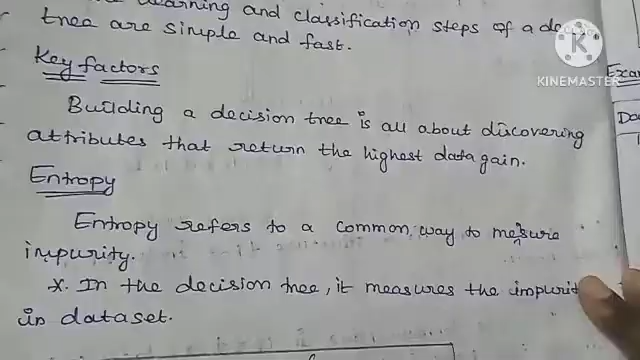 learning and classification steps of a
tree are simple and fast.
Key factors
Building a decision tree is all about discovering
attributes that return the highest data gain.
Entropy
Entropy refers to a common way to measure
impurity.
*. In the decision tree, it measures the
in dataset.
KINEMASTER